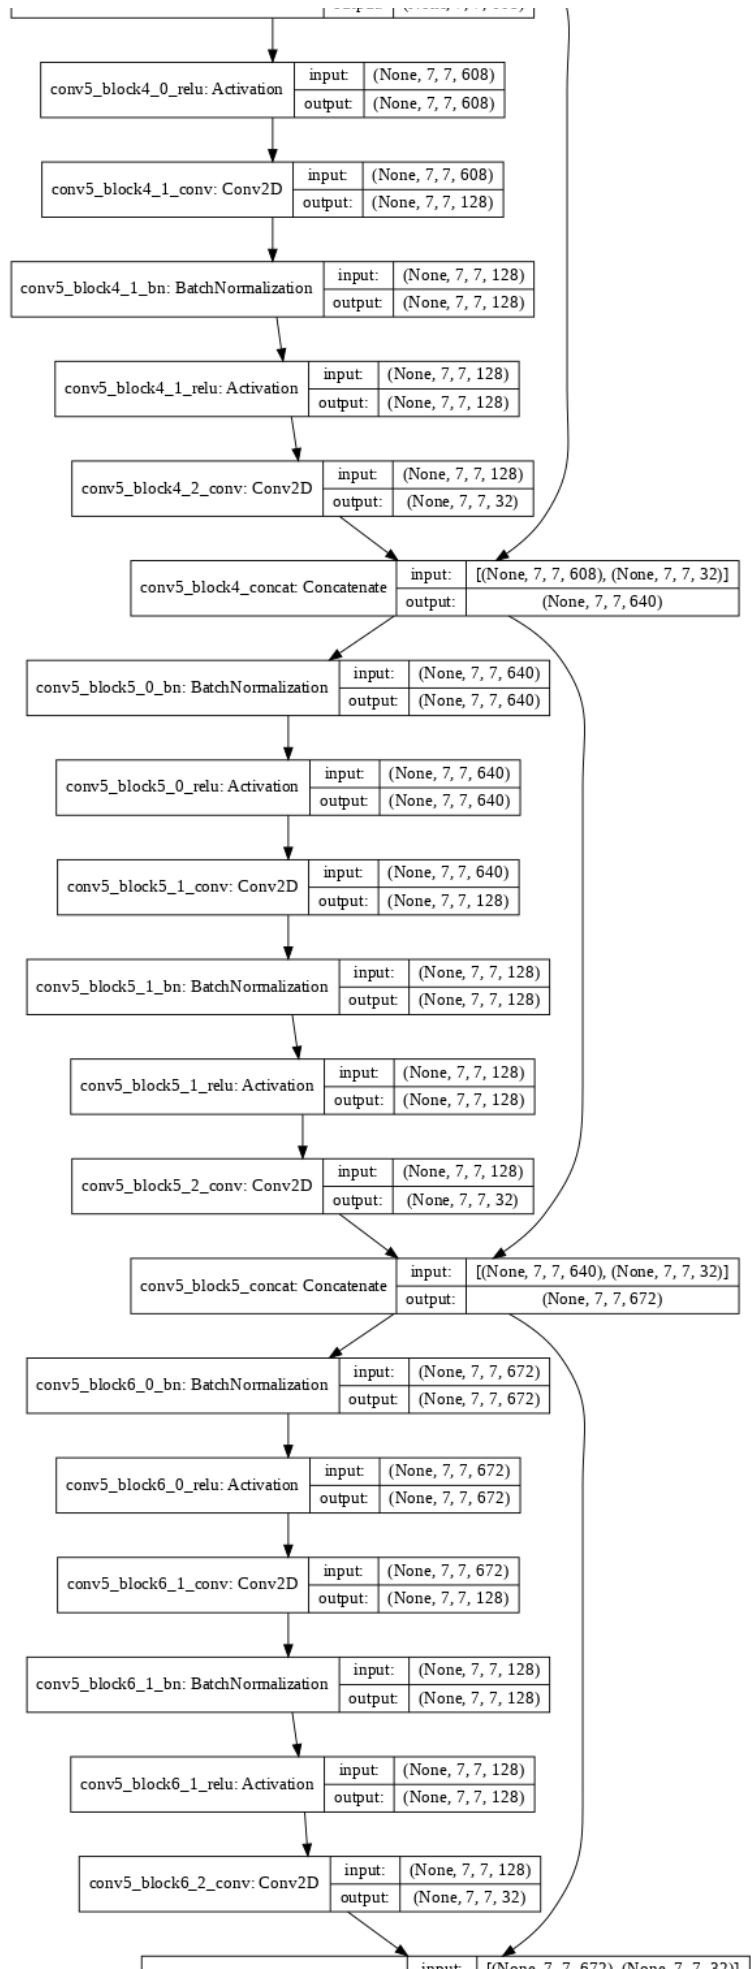 conv5_block4_0_relu: Activation
input: (None, 7, 7, 608)
output: (None, 7, 7, 608)
conv5_block4_1_conv: Conv2D
input: (None, 7, 7, 608)
output: (None, 7, 7, 128)
conv5_block4_1_bn: BatchNormalization
input: (None, 7, 7, 128)
output: (None, 7, 7, 128)
conv5_block4_1_relu: Activation
input: (None, 7, 7, 128)
output: (None, 7, 7, 128)
conv5_block4_2_conv: Conv2D
input: (None, 7, 7, 128)
output: (None, 7, 7, 32)
conv5_block4_concat: Concatenate
input: [(None, 7, 7, 608), (None, 7, 7, 32)]
output: (None, 7, 7, 640)
conv5_block5_0_bn: BatchNormalization
input: (None, 7, 7, 640)
output: (None, 7, 7, 640)
conv5_block5_0_relu: Activation
input: (None, 7, 7, 640)
output: (None, 7, 7, 640)
conv5_block5_1_conv: Conv2D
input: (None, 7, 7, 640)
output: (None, 7, 7, 128)
conv5_block5_1_bn: BatchNormalization
input: (None, 7, 7, 128)
output: (None, 7, 7, 128)
conv5_block5_1_relu: Activation
input: (None, 7, 7, 128)
output: (None, 7, 7, 128)
conv5_block5_2_conv: Conv2D
input: (None, 7, 7, 128)
output: (None, 7, 7, 32)
conv5_block5_concat: Concatenate
input: [(None, 7, 7, 640), (None, 7, 7, 32)]
output: (None, 7, 7, 672)
conv5_block6_0_bn: BatchNormalization
input: (None, 7, 7, 672)
output: (None, 7, 7, 672)
conv5_block6_0_relu: Activation
input: (None, 7, 7, 672)
output: (None, 7, 7, 672)
conv5_block6_1_conv: Conv2D
input: (None, 7, 7, 672)
output: (None, 7, 7, 128)
conv5_block6_1_bn: BatchNormalization
input: (None, 7, 7, 128)
output: (None, 7, 7, 128)
conv5_block6_1_relu: Activation
input: (None, 7, 7, 128)
output: (None, 7, 7, 128)
conv5_block6_2_conv: Conv2D
input: (None, 7, 7, 128)
output: (None, 7, 7, 32)
input: [(None, 7, 7, 672), (None, 7, 7, 32)]